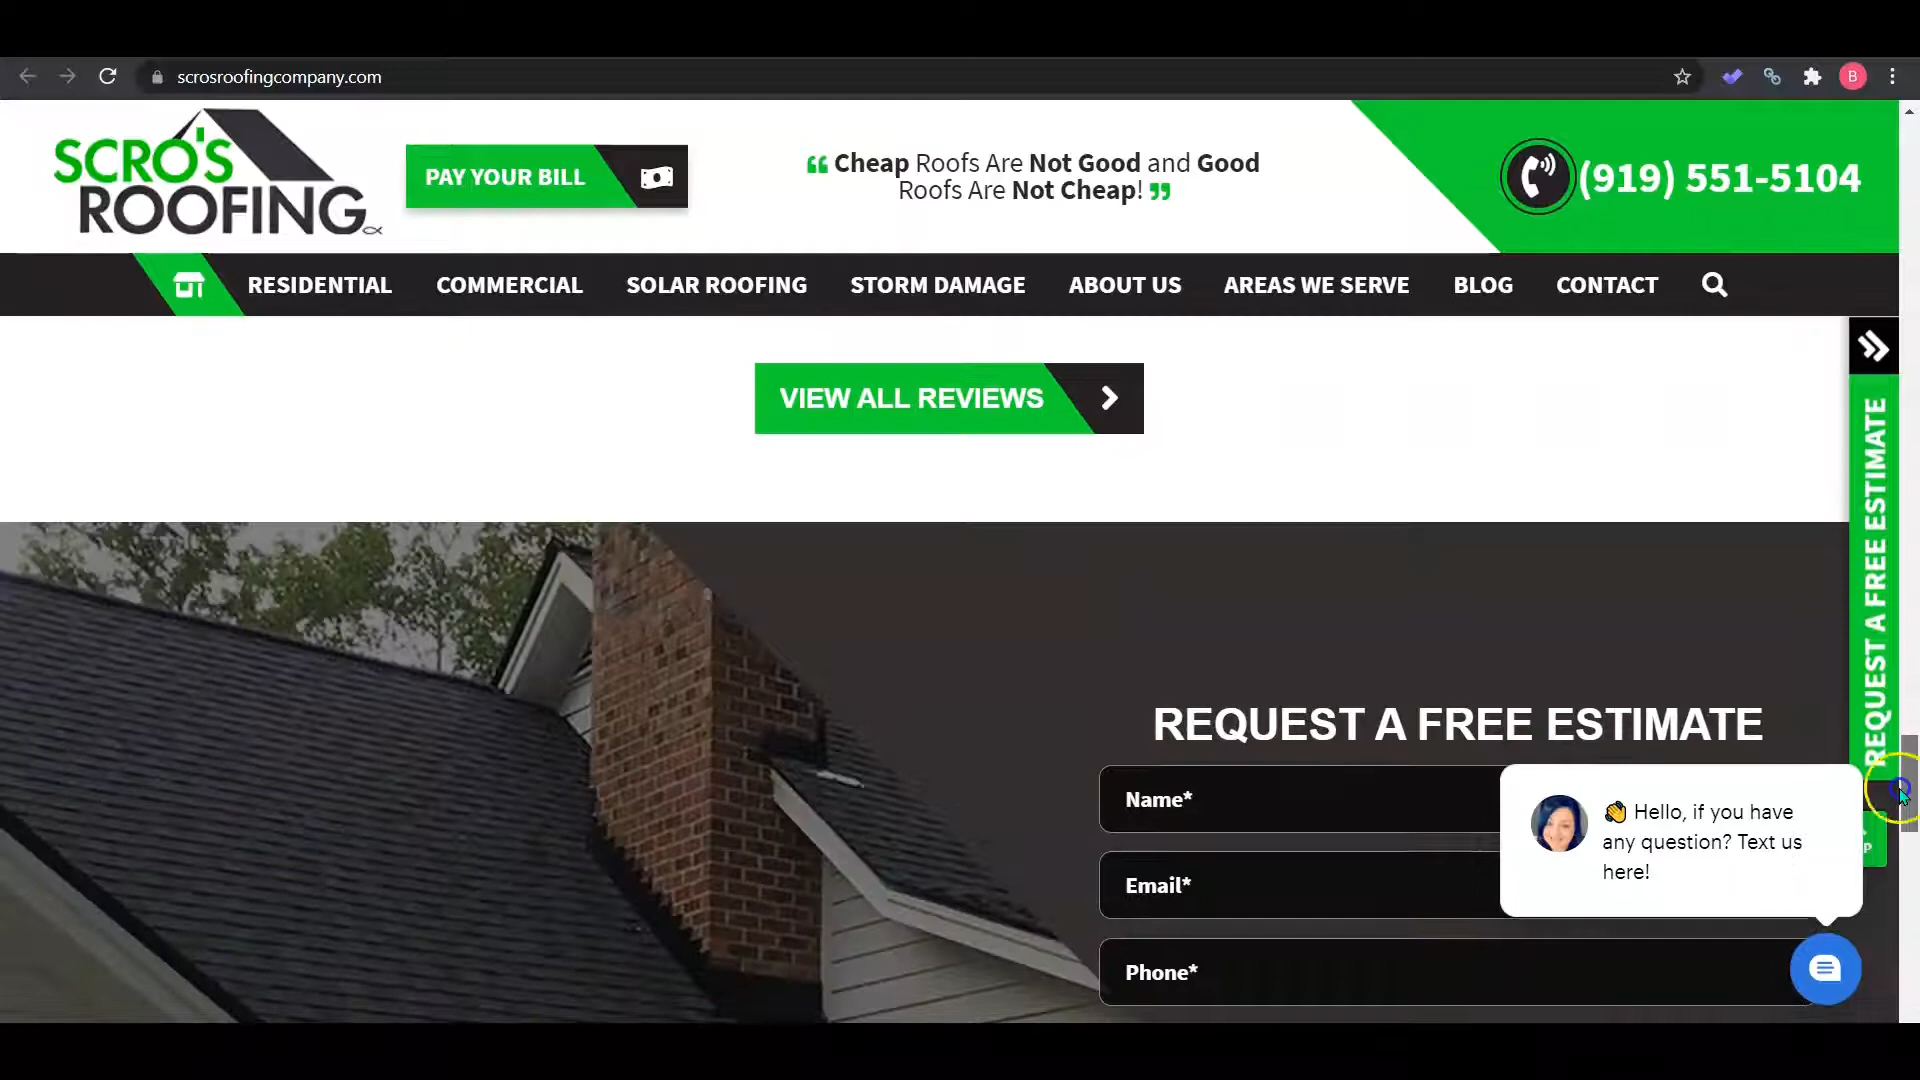 scrosroofingcompany.com
B
SCRO'S
ROOFING
PAY YOUR BILL
Cheap Roofs Are Not Good and Good
Roofs Are Not Cheap!
(919) 551-5104
RESIDENTIAL COMMERCIAL SOLAR ROOFING STORM DAMAGE ABOUT US AREAS WE SERVE BLOG CONTACT
VIEW ALL REVIEWS
REQUEST A FREE ESTIMATE
REQUEST A FREE ESTIMATE
Name*
Email*
Phone*
👋 Hello, if you have
any question? Text us
here!